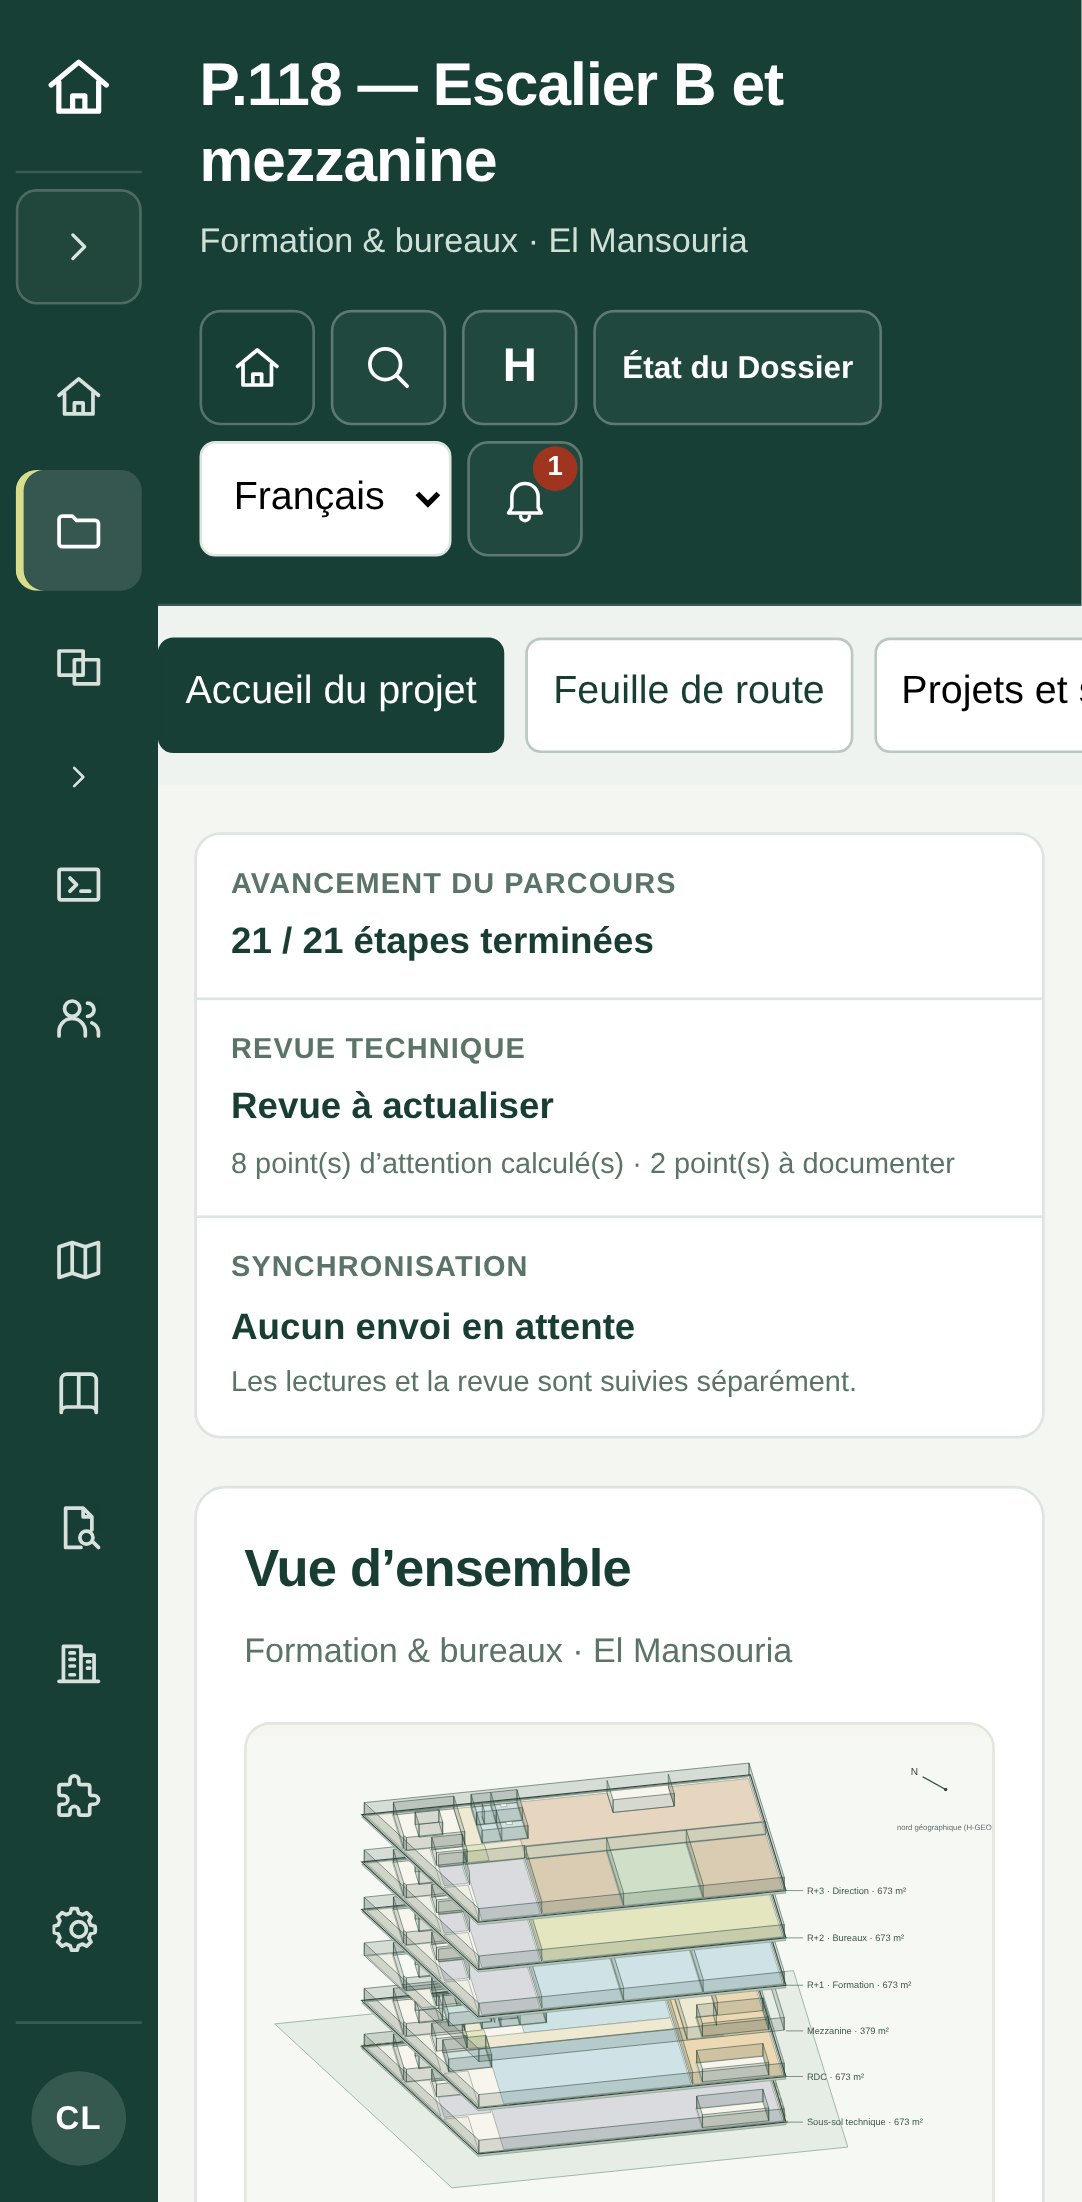 P.118 — Escalier B et
mezzanine
Formation & bureaux · El Mansouria
H
État du Dossier
Français
1
Accueil du projet
Feuille de route
Projets et
AVANCEMENT DU PARCOURS
21 / 21 étapes terminées
REVUE TECHNIQUE
Revue à actualiser
8 point(s) d’attention calculé(s) · 2 point(s) à documenter
SYNCHRONISATION
Aucun envoi en attente
Les lectures et la revue sont suivies séparément.
Vue d’ensemble
Formation & bureaux · El Mansouria
N
nord géographique (H-GEO
R+3 · Direction · 673 m²
R+2 · Bureaux · 673 m²
R+1 · Formation · 673 m²
Mezzanine · 379 m²
RDC · 673 m²
Sous-sol technique · 673 m²
CL